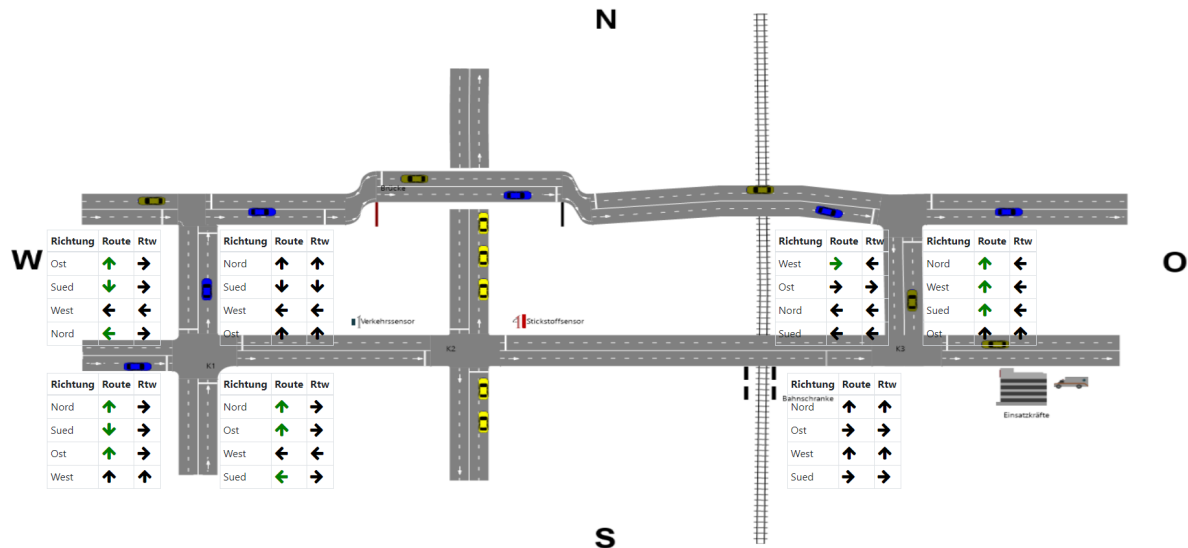 N
Brücke
W
O
Richtung Route Rtw
Ost
Sued
West
Nord
Richtung Route Rtw
Nord
Sued
West
Ost
Richtung Route Rtw
West
Ost
Nord
Sued
Richtung Route Rtw
Nord
West
Sued
Ost
Verkehrssensor
Stickstoffsensor
K1
K2
K3
Richtung Route Rtw
Nord
Sued
Ost
West
Richtung Route Rtw
Nord
Ost
West
Sued
Richtung Route Rtw
Nord
Ost
West
Sued
Bahnschranke
Einsatzkräfte
S